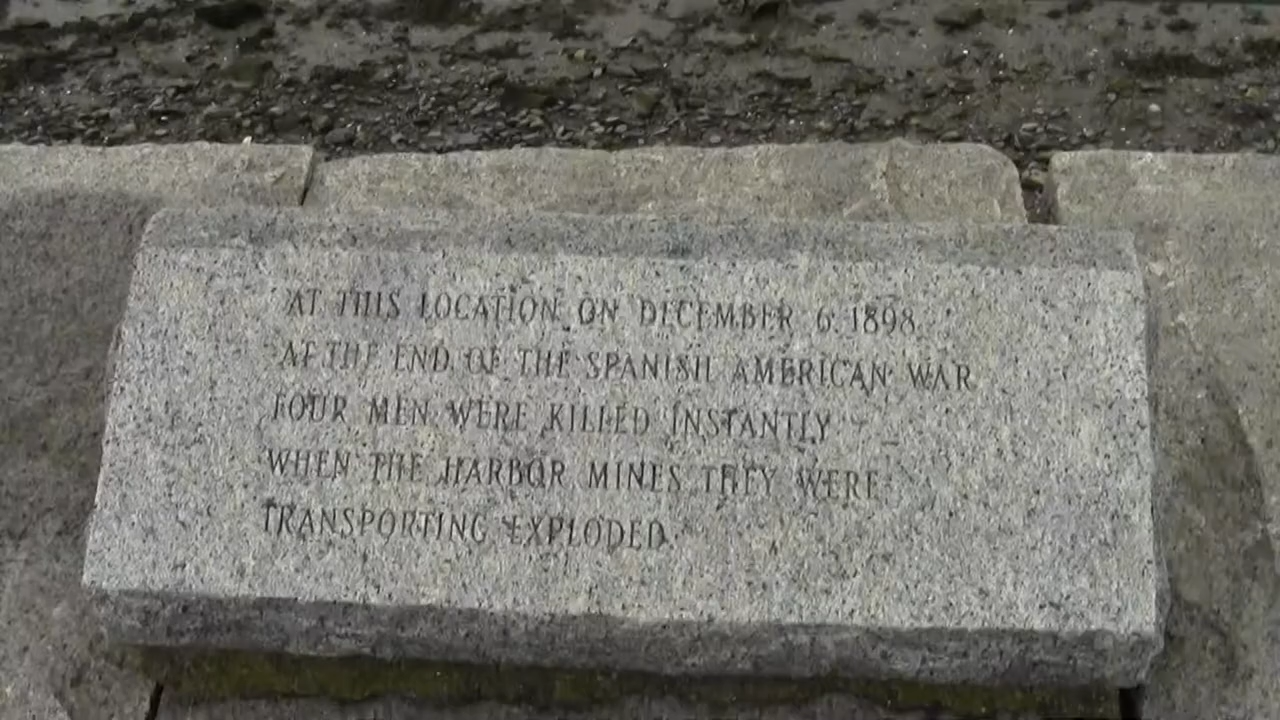 AT THIS LOCATION ON DECEMBER 6, 1898
AT THE END OF THE SPANISH AMERICAN WAR
FOUR MEN WERE KILLED INSTANTLY
WHEN THE HARBOR MINES THEY WERE
TRANSPORTING EXPLODED.